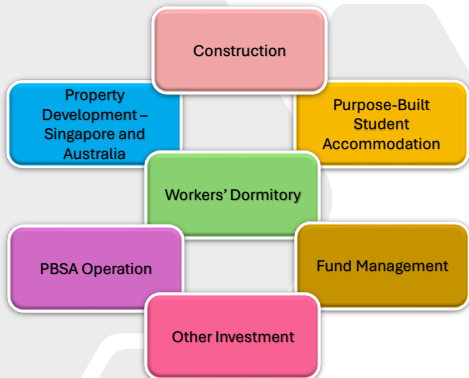 Construction
Property
Development –
Singapore and
Australia
Purpose-Built
Student
Accommodation
Workers’ Dormitory
PBSA Operation
Fund Management
Other Investment